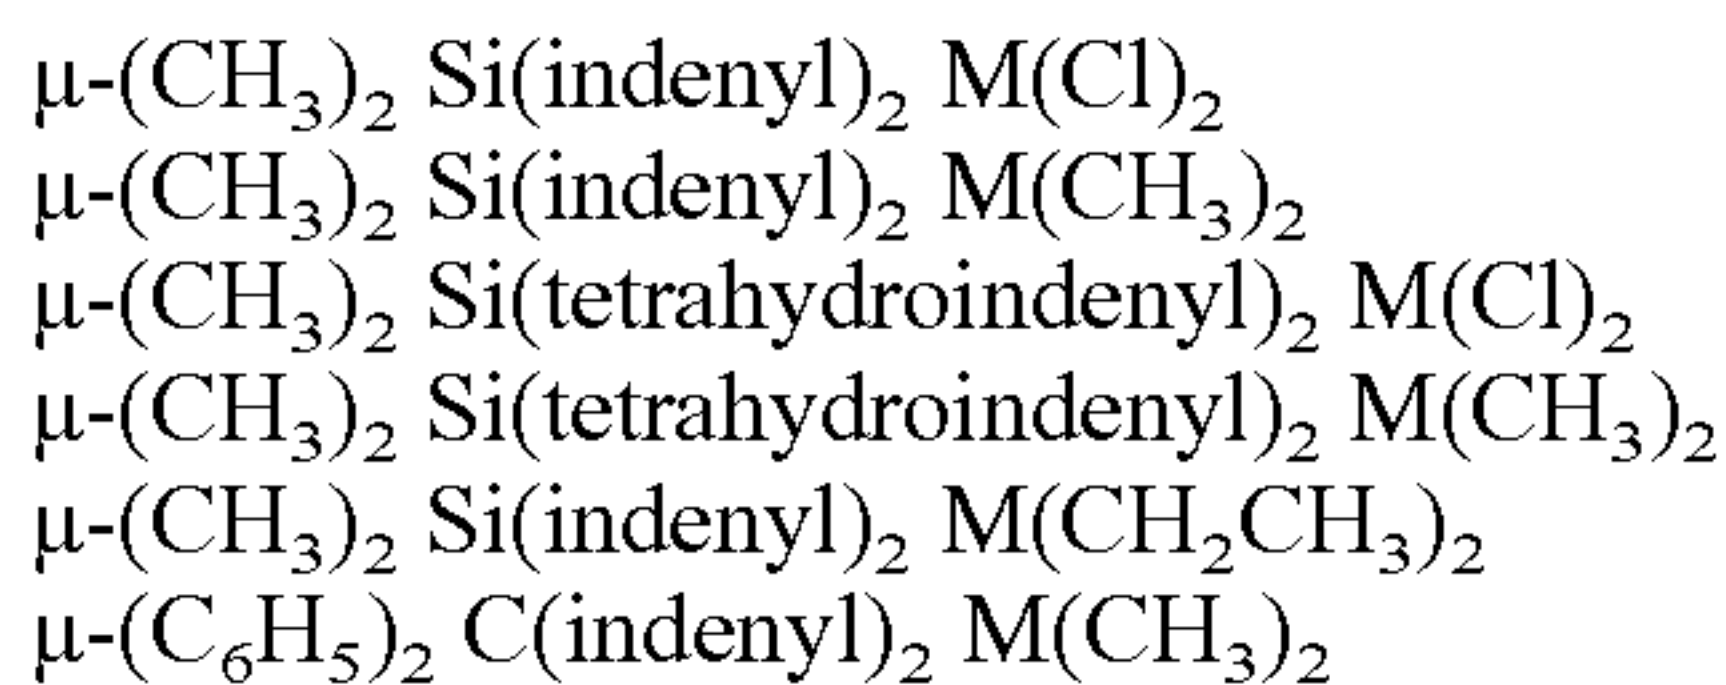 μ-(CH₃)₂ Si(indenyl)₂ M(Cl)₂
μ-(CH₃)₂ Si(indenyl)₂ M(CH₃)₂
μ-(CH₃)₂ Si(tetrahydroindenyl)₂ M(Cl)₂
μ-(CH₃)₂ Si(tetrahydroindenyl)₂ M(CH₃)₂
μ-(CH₃)₂ Si(indenyl)₂ M(CH₂CH₃)₂
μ-(C₆H₅)₂ C(indenyl)₂ M(CH₃)₂